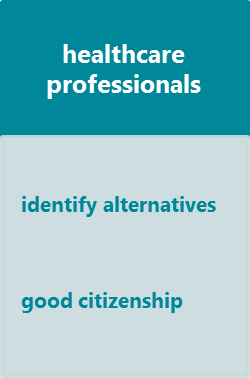 healthcare
professionals
identify alternatives
good citizenship